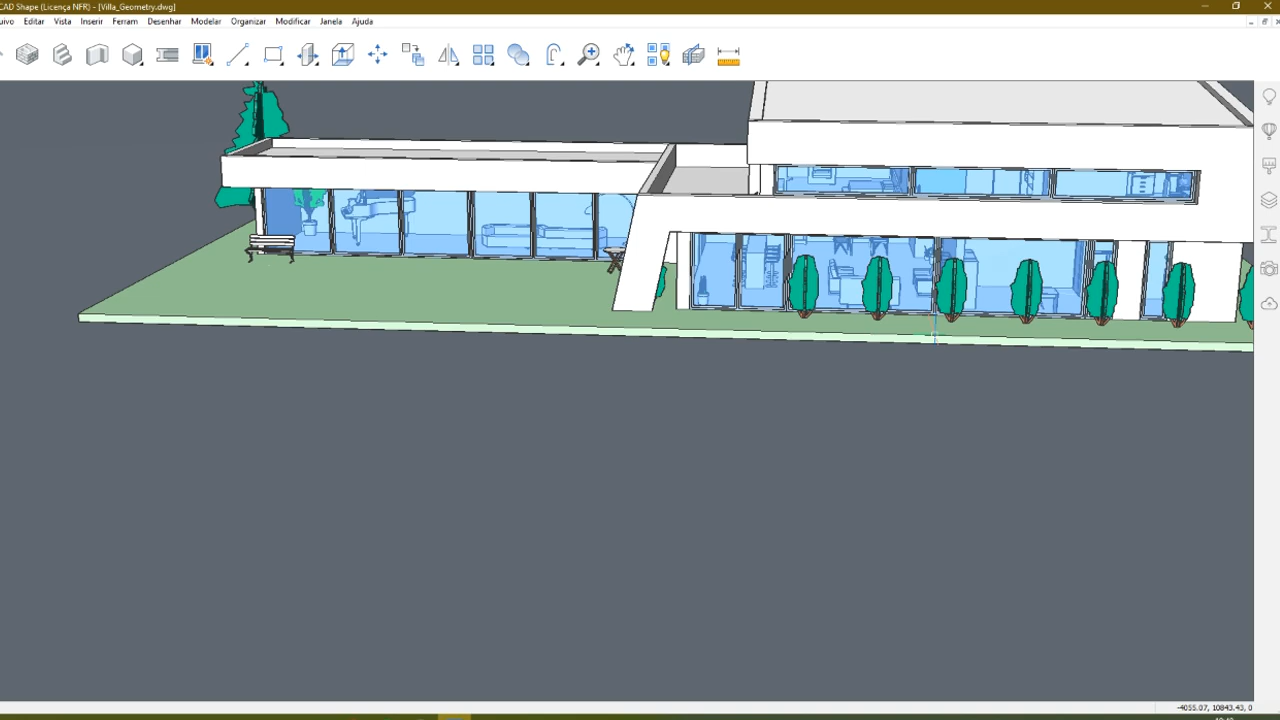 CAD Shape (Licença NFR) - [Villa_Geometry.dwg]
uivo Editar Vista Inserir Ferram Desenhar Modelar Organizar Modificar Janela Ajuda
-4055.07, 10843.43, 0